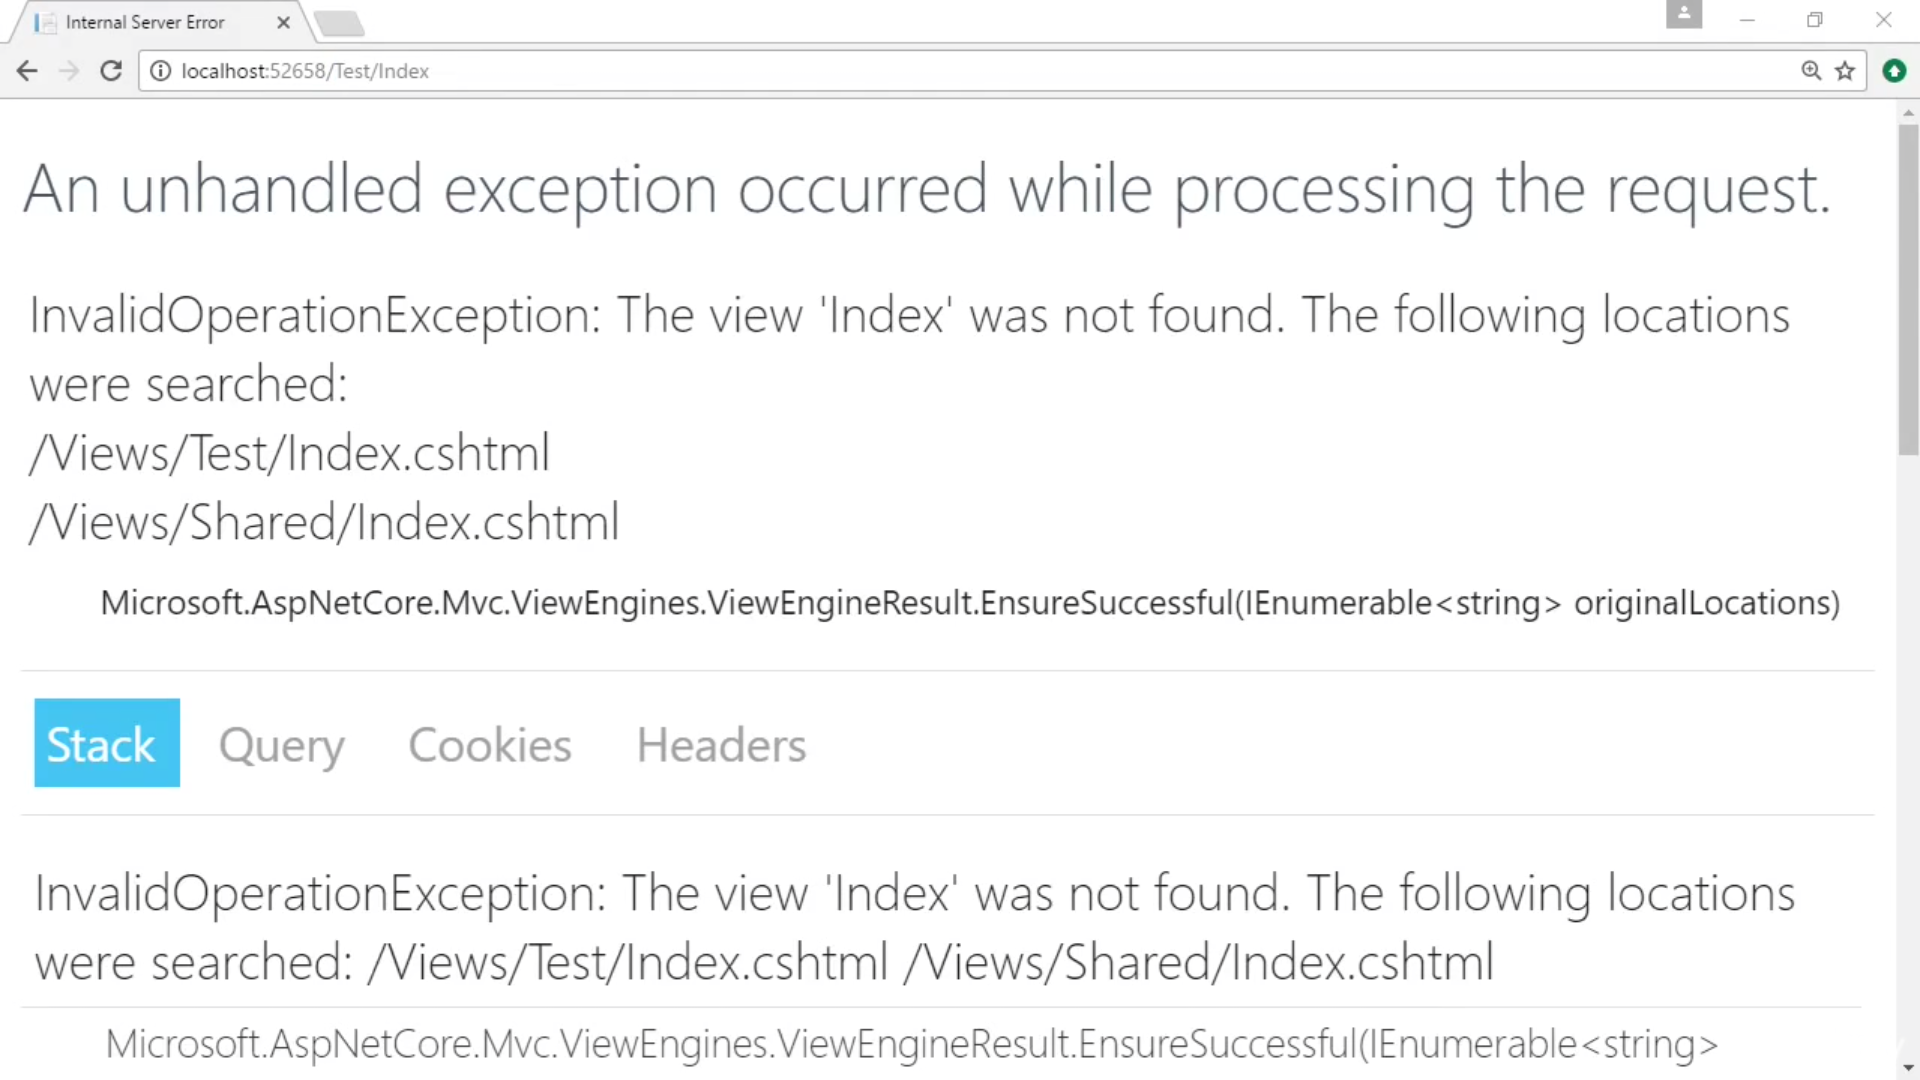 Internal Server Error
localhost:52658/Test/Index
An unhandled exception occurred while processing the request.
InvalidOperationException: The view 'Index' was not found. The following locations
were searched:
/Views/Test/Index.cshtml
/Views/Shared/Index.cshtml
Microsoft.AspNetCore.Mvc.ViewEngines.ViewEngineResult.EnsureSuccessful(IEnumerable<string> originalLocations)
Stack Query Cookies Headers
InvalidOperationException: The view 'Index' was not found. The following locations
were searched: /Views/Test/Index.cshtml /Views/Shared/Index.cshtml
Microsoft.AspNetCore.Mvc.ViewEngines.ViewEngineResult.EnsureSuccessful(IEnumerable<string>